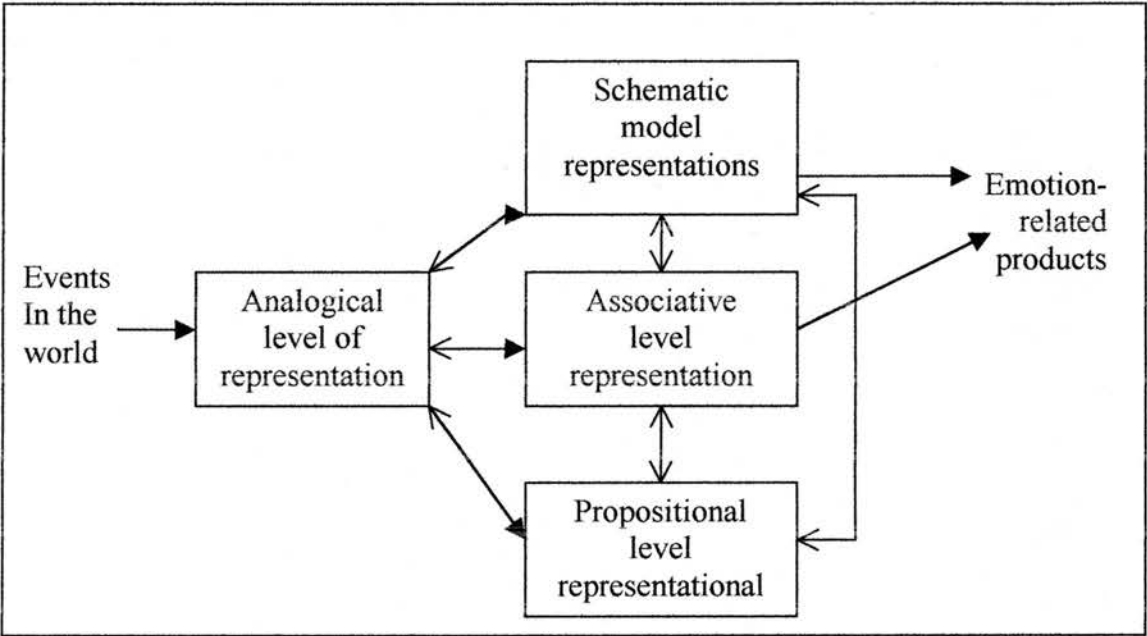 Events
In the
world
Analogical
level of
representation
Schematic
model
representations
Associative
level
representation
Propositional
level
representational
Emotion-
related
products